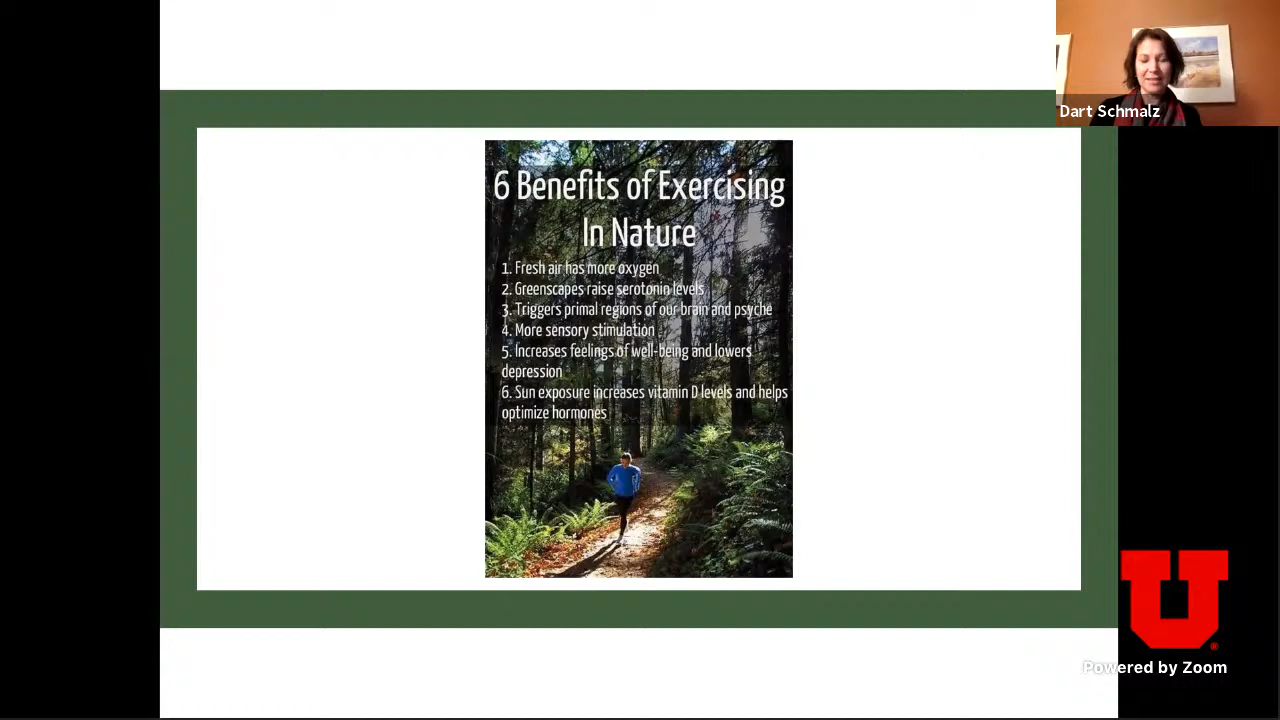 Dart Schmalz
6 Benefits of Exercising
In Nature
1. Fresh air has more oxygen
2. Greenscapes raise serotonin levels
3. Triggers primal regions of our brain and psyche
4. More sensory stimulation
5. Increases feelings of well-being and lowers
depression
6. Sun exposure increases vitamin D levels and helps
optimize hormones
U
®
Powered by Zoom